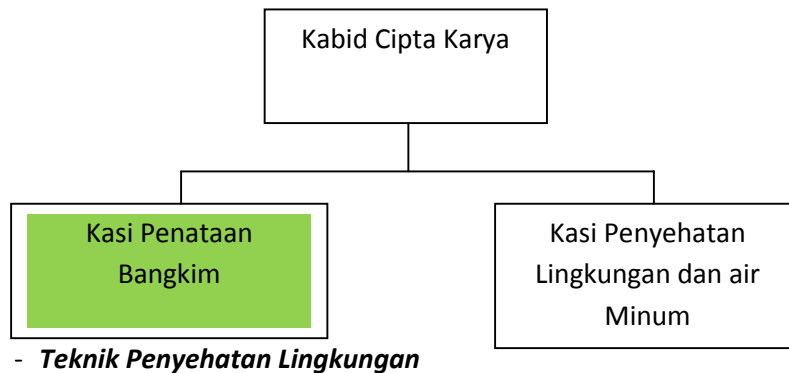 Kabid Cipta Karya
Kasi Penataan
Bangkim
Kasi Penyehatan
Lingkungan dan air
Minum
- Teknik Penyehatan Lingkungan